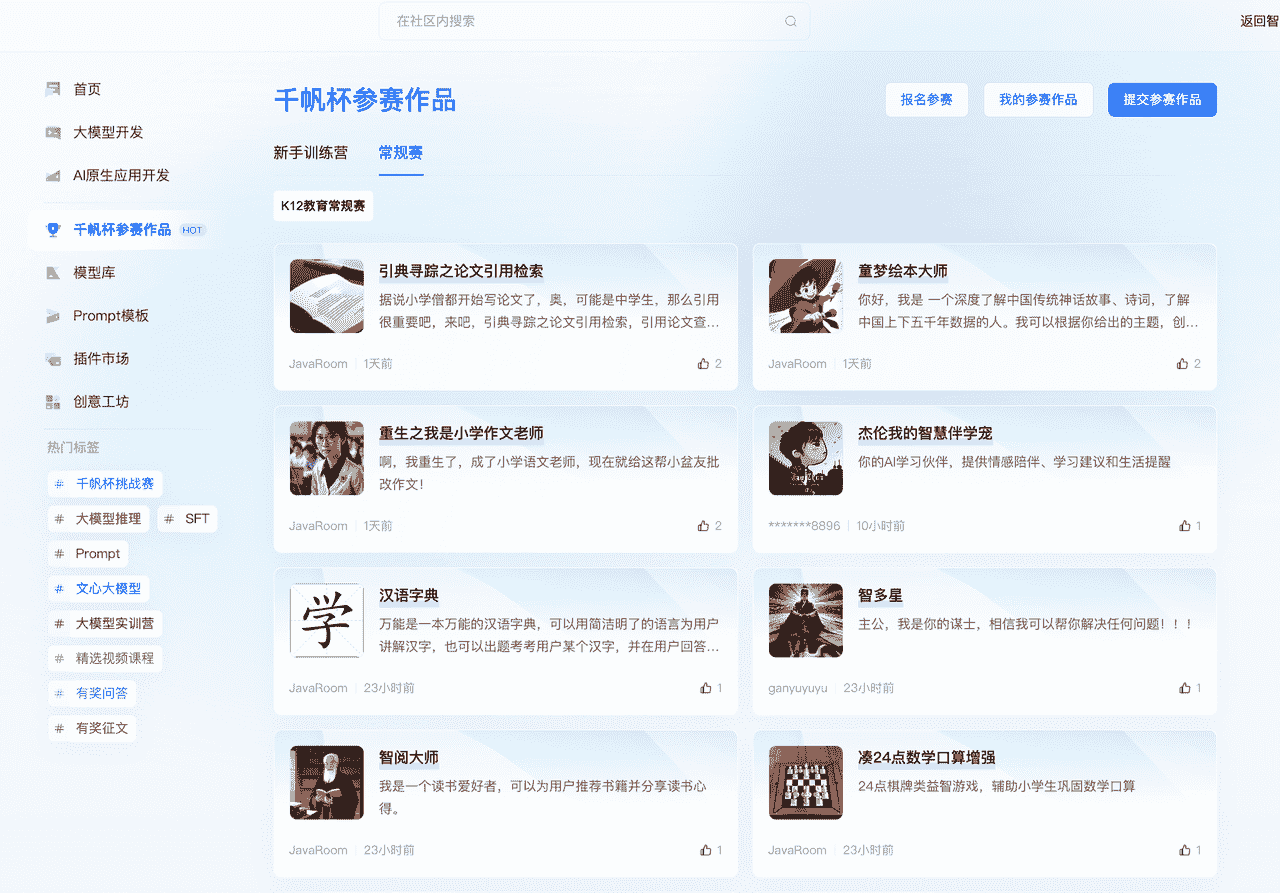 在社区内搜索
返回智
首页
大模型开发
AI原生应用开发
千帆杯参赛作品 HOT
模型库
Prompt模板
插件市场
创意工坊
热门标签
# 千帆杯挑战赛
# 大模型推理 # SFT
# Prompt
# 文心大模型
# 大模型实训营
# 精选视频课程
# 有奖问答
# 有奖征文
千帆杯参赛作品
报名参赛 我的参赛作品 提交参赛作品
新手训练营 常规赛
K12教育常规赛
引典寻踪之论文引用检索
据说小学僧都开始写论文了，奥，可能是中学生，那么引用
很重要吧，来吧，引典寻踪之论文引用检索，引用论文查...
JavaRoom 1天前 2
童梦绘本大师
你好，我是 一个深度了解中国传统神话故事、诗词，了解
中国上下五千年数据的人。我可以根据你给出的主题，创...
JavaRoom 1天前 2
重生之我是小学作文老师
啊，我重生了，成了小学语文老师，现在就给这帮小盆友批
改作文！
JavaRoom 1天前 2
杰伦我的智慧伴学宠
你的AI学习伙伴，提供情感陪伴、学习建议和生活提醒
*******8896 10小时前 1
学
汉语字典
万能是一本万能的汉语字典，可以用简洁明了的语言为用户
讲解汉字，也可以出题考考用户某个汉字，并在用户回答...
JavaRoom 23小时前 1
智多星
主公，我是你的谋士，相信我可以帮你解决任何问题！！！
ganyuyuyu 23小时前 1
智阅大师
我是一个读书爱好者，可以为用户推荐书籍并分享读书心
得。
JavaRoom 23小时前 1
凑24点数学口算增强
24点棋牌类益智游戏，辅助小学生巩固数学口算
JavaRoom 23小时前 1